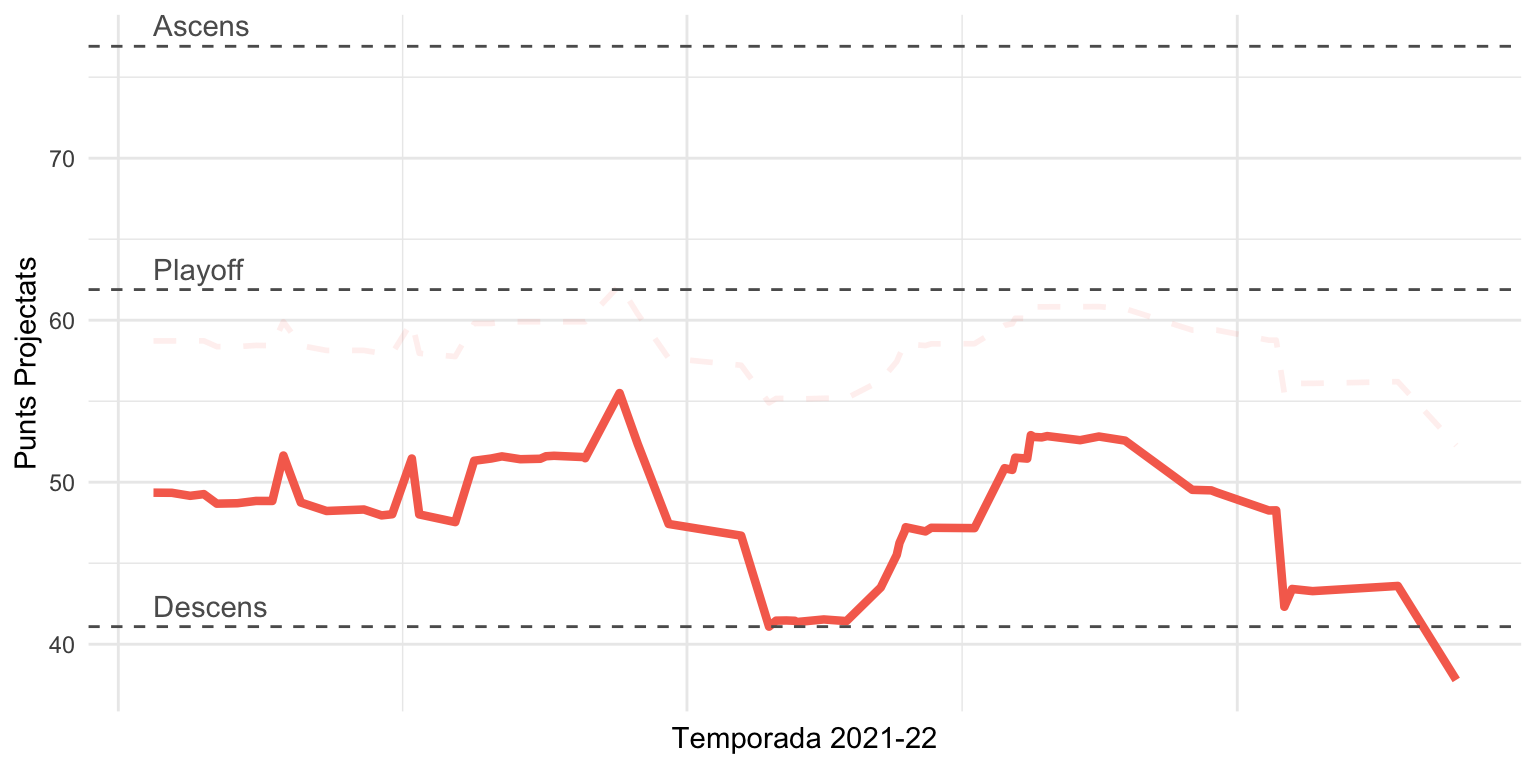 Ascens
70
Playoff
60
Punts Projectats
50
Descens
40
Temporada 2021-22